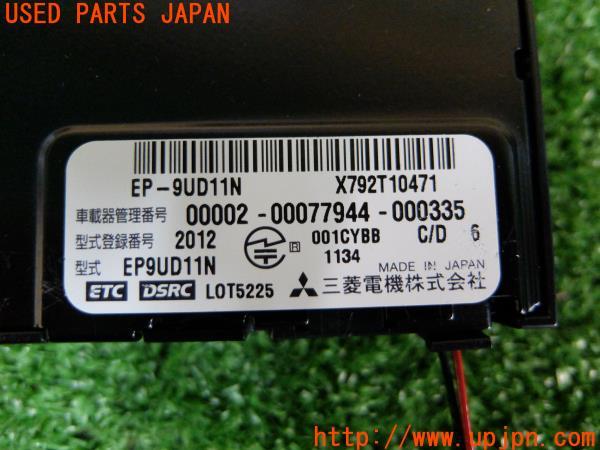 USED PARTS JAPAN
EP-9UD11N X792T10471
車載器管理番号 00002-00077944-000335
型式登録番号 2012 R 001CYBB C/D 6
1134
型式 EP9UD11N MADE IN JAPAN
ETC DSRC LOT5225 三菱電機株式会社
http://www.upjpn.com/